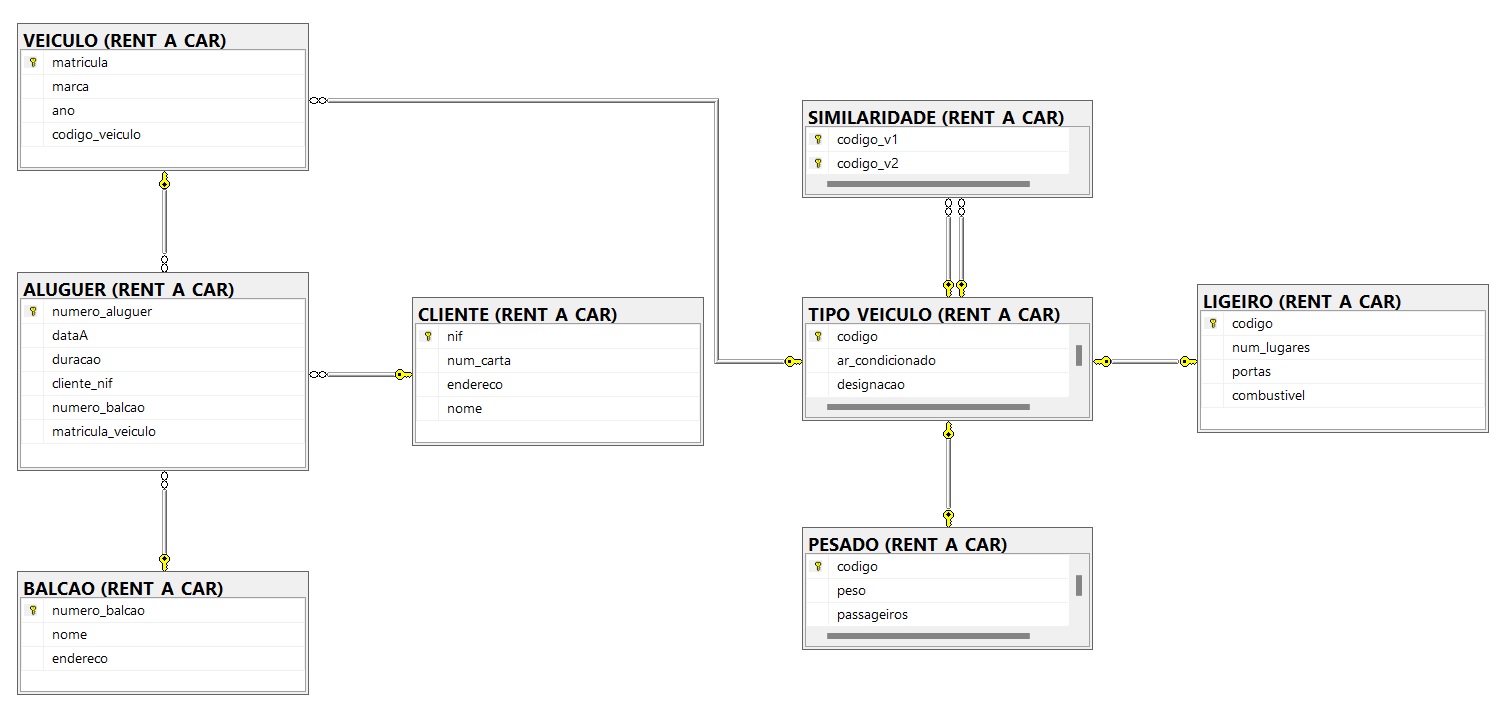 VEICULO (RENT_A_CAR)
matricula
marca
ano
codigo_veiculo
ALUGUER (RENT_A_CAR)
numero_aluguer
dataA
duracao
cliente_nif
numero_balcao
matricula_veiculo
BALCAO (RENT_A_CAR)
numero_balcao
nome
endereco
CLIENTE (RENT_A_CAR)
nif
num_carta
endereco
nome
SIMILARIDADE (RENT_A_CAR)
codigo_v1
codigo_v2
TIPO_VEICULO (RENT_A_CAR)
codigo
ar_condicionado
designacao
PESADO (RENT_A_CAR)
codigo
peso
passageiros
LIGEIRO (RENT_A_CAR)
codigo
num_lugares
portas
combustivel